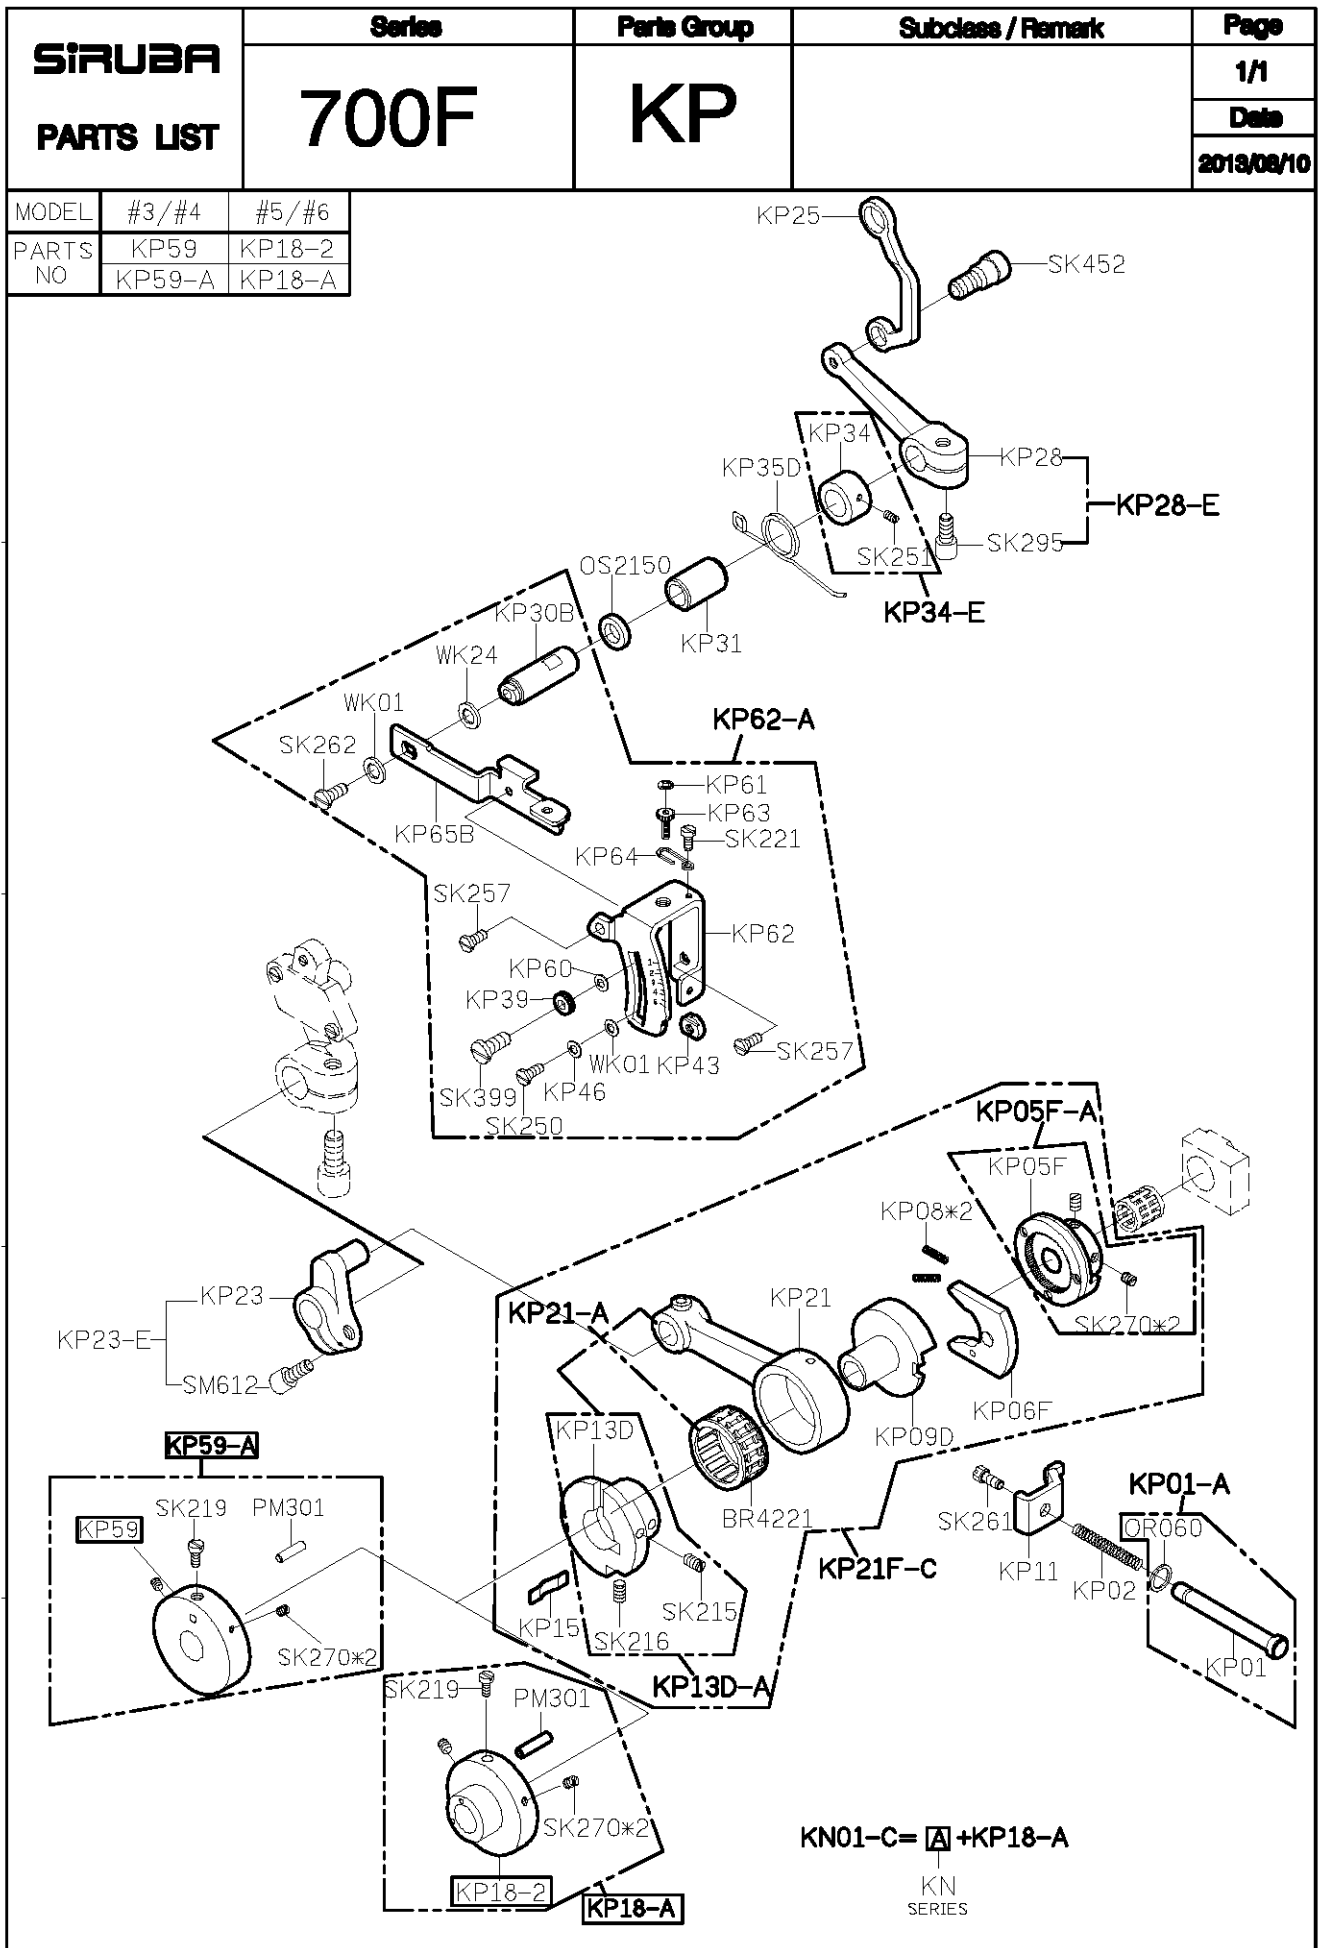 SiRUBA
PARTS LIST
Series
700F
Parts Group
KP
Subclass / Remark
Page
1/1
Date
2013/08/10
MODEL #3/#4 #5/#6
PARTS NO KP59 KP18-2
KP59-A KP18-A
KP25
SK452
KP34
KP35D
KP28
KP28-E
SK295
SK251
KP34-E
OS2150
KP30B
KP31
WK24
WK01
SK262
KP62-A
KP65B
KP61
KP63
SK221
KP64
SK257
KP62
KP60
KP39
1
2
3
4
5
SK399
SK250
KP46
WK01
KP43
SK257
KP05F-A
KP05F
KP08*2
SK270*2
KP21-A
KP21
KP23
KP23-E
SM612
KP06F
KP09D
KP13D
BR4221
KP59-A
SK219
PM301
KP59
SK270*2
KP01-A
SK261
KP11
KP02
OR060
KP01
KP21F-C
SK215
KP15
SK216
KP13D-A
SK219
PM301
SK270*2
KP18-2
KP18-A
KN01-C= A +KP18-A
KN
SERIES